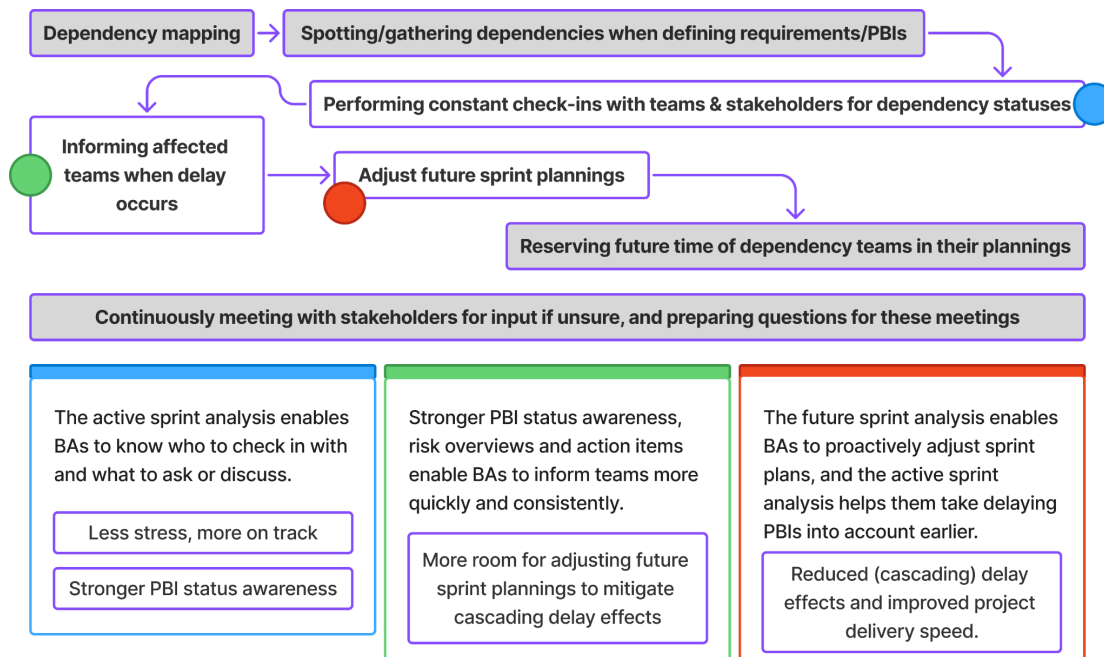 Dependency mapping
Spotting/gathering dependencies when defining requirements/PBIs
Performing constant check-ins with teams & stakeholders for dependency statuses
Informing affected
teams when delay
occurs
Adjust future sprint plannings
Reserving future time of dependency teams in their plannings
Continuously meeting with stakeholders for input if unsure, and preparing questions for these meetings
The active sprint analysis enables
BAs to know who to check in with
and what to ask or discuss.
Less stress, more on track
Stronger PBI status awareness
Stronger PBI status awareness,
risk overviews and action items
enable BAs to inform teams more
quickly and consistently.
More room for adjusting future
sprint plannings to mitigate
cascading delay effects
The future sprint analysis enables
BAs to proactively adjust sprint
plans, and the active sprint
analysis helps them take delaying
PBIs into account earlier.
Reduced (cascading) delay
effects and improved project
delivery speed.